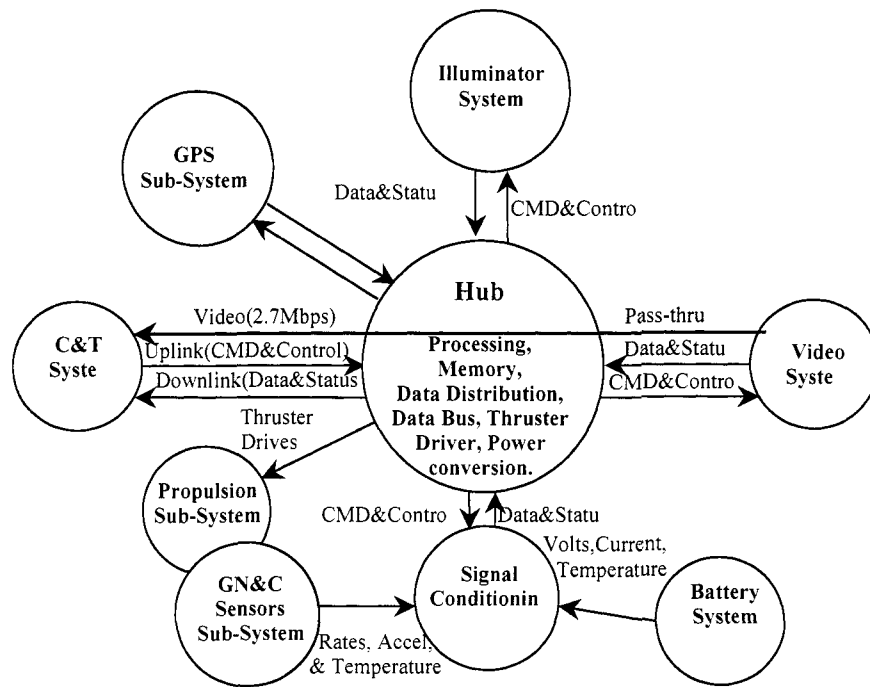 Illuminator
System
GPS
Sub-System
Data&Statu
CMD&Contro
Hub
Video(2.7Mbps)
Pass-thru
C&T
Syste
Uplink(CMD&Control)
Downlink(Data&Status
Processing,
Memory,
Data Distribution,
Data Bus, Thruster
Driver, Power
conversion.
Data&Statu
CMD&Contro
Video
Syste
Thruster
Drives
Propulsion
Sub-System
CMD&Contro
Data&Statu
Volts,Current,
Temperature
GN&C
Sensors
Sub-System
Rates, Accel,
& Temperature
Signal
Conditionin
Battery
System